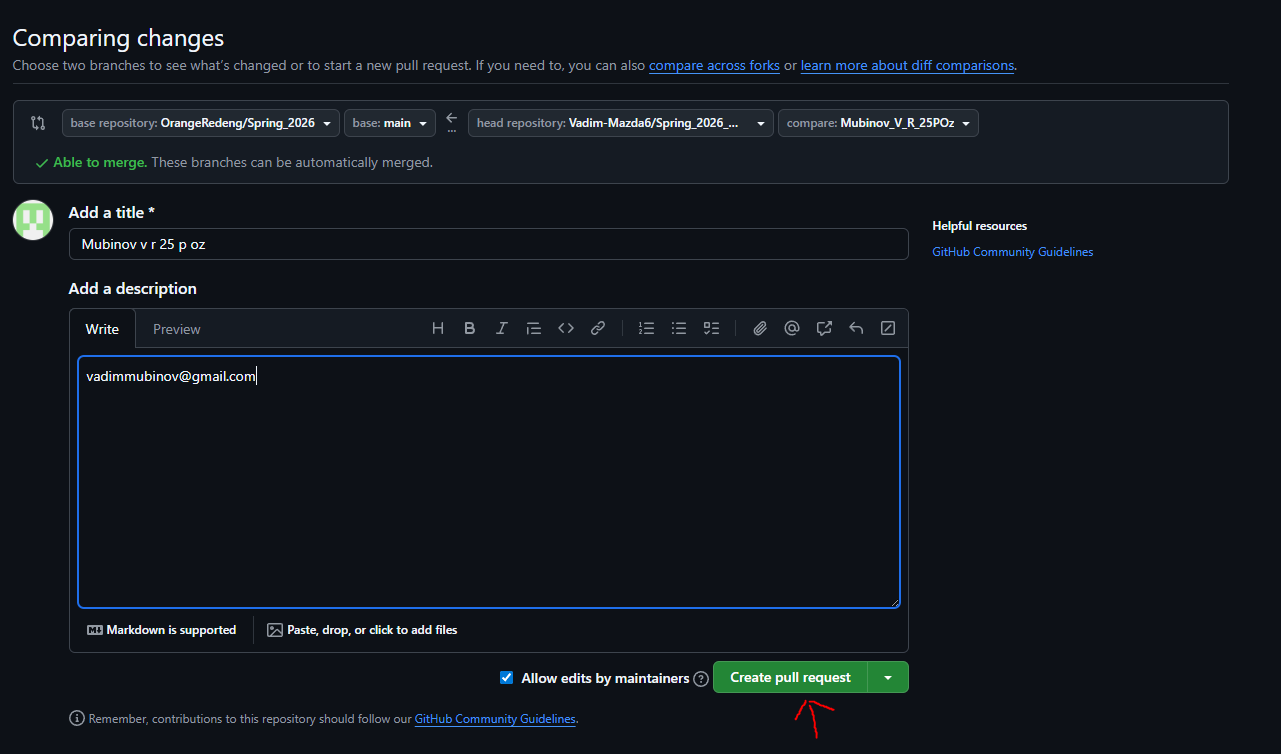 Comparing changes
Choose two branches to see what's changed or to start a new pull request. If you need to, you can also compare across forks or learn more about diff comparisons.
base repository: OrangeRedeng/Spring_2026 base: main head repository: Vadim-Mazda6/Spring_2026_... compare: Mubinov_V_R_25POz
Able to merge. These branches can be automatically merged.
Add a title *
Mubinov v r 25 p oz
Helpful resources
GitHub Community Guidelines
Add a description
Write Preview
vadimmubinov@gmail.com
Markdown is supported Paste, drop, or click to add files
Allow edits by maintainers Create pull request
Remember, contributions to this repository should follow our GitHub Community Guidelines.